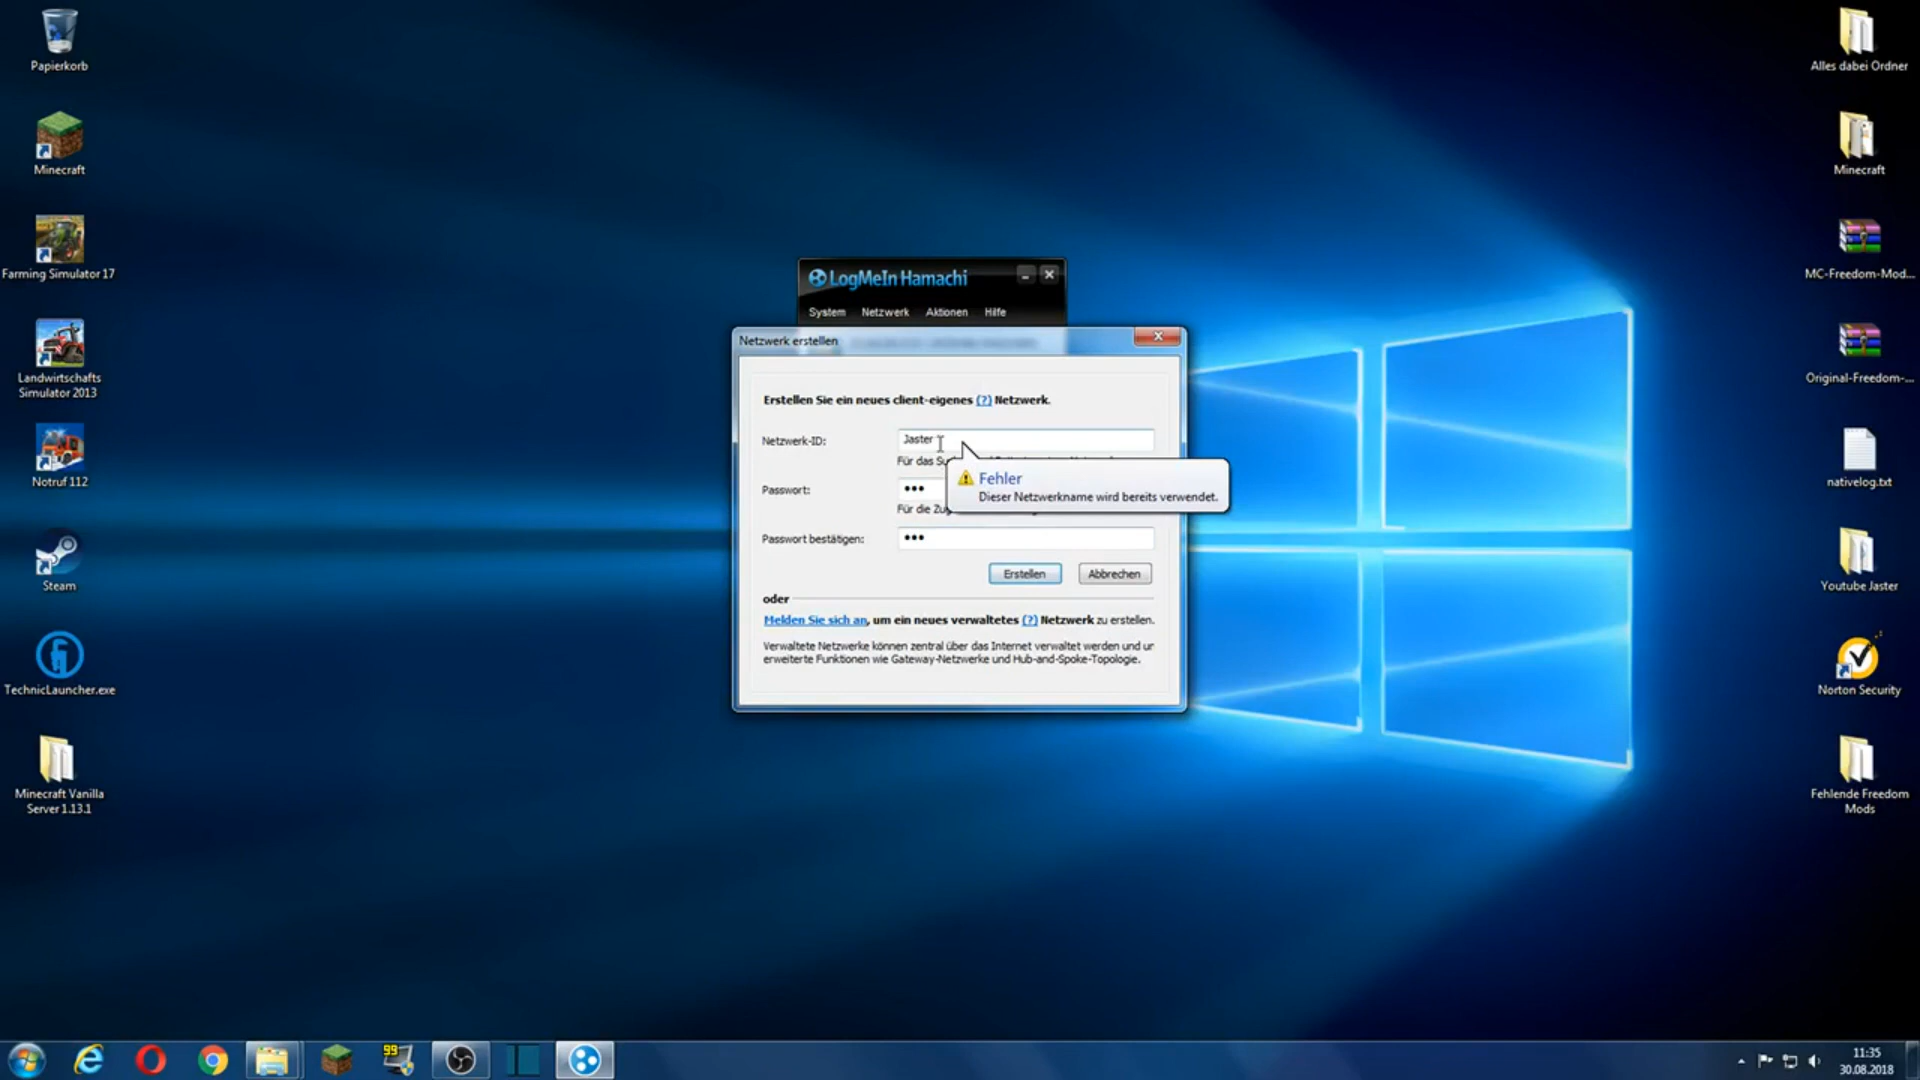 Papierkorb
Minecraft
Farming Simulator 17
Landwirtschafts
Simulator 2013
Notruf 112
Steam
TechnicLauncher.exe
Minecraft Vanilla
Server 1.13.1
LogMeIn Hamachi
System Netzwerk Aktionen Hilfe
Netzwerk erstellen
Erstellen Sie ein neues client-eigenes (?) Netzwerk.
Netzwerk-ID: Jaster
Für das
Fehler
Dieser Netzwerkname wird bereits verwendet.
Passwort: •••
Für die
Passwort bestätigen: •••
Erstellen Abbrechen
oder
Melden Sie sich an, um ein neues verwaltetes (?) Netzwerk zu erstellen.
Verwaltete Netzwerke können zentral über das Internet verwaltet werden und ur
erweiterte Funktionen wie Gateway-Netzwerke und Hub-and-Spoke-Topologie.
Alles dabei Ordner
Minecraft
MC-Freedom-Mod...
Original-Freedom-...
nativelog.txt
Youtube Jaster
Norton Security
Fehlende Freedom
Mods
99
11:35
30.08.2018